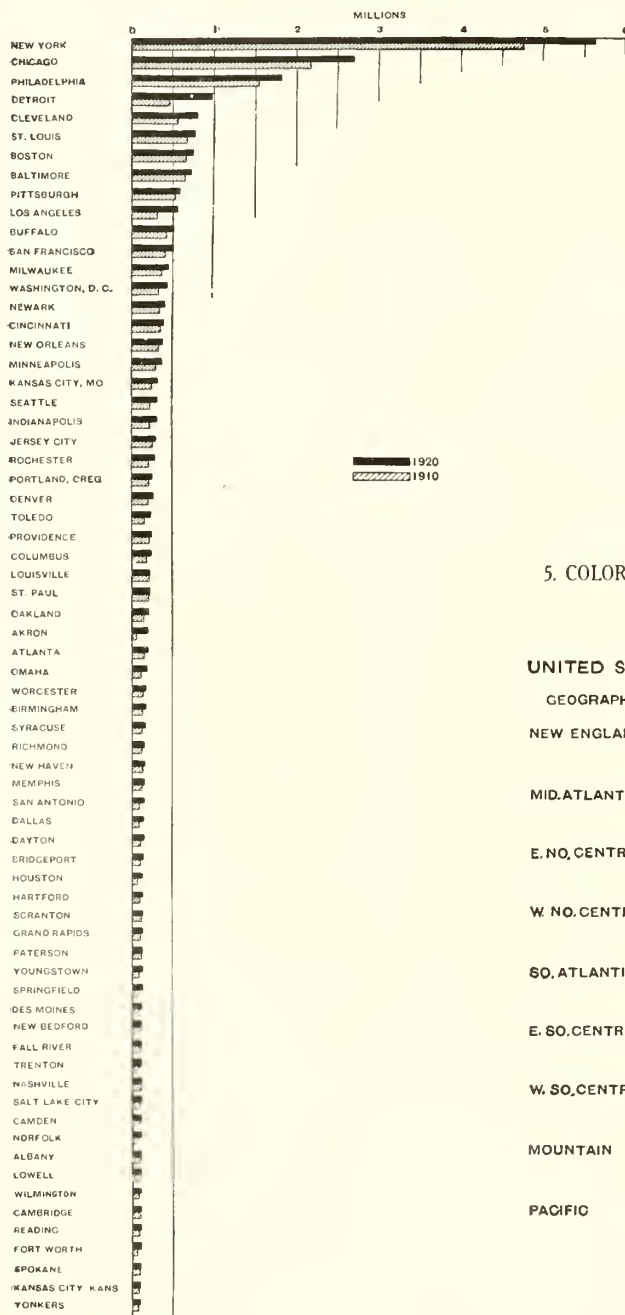 MILLIONS
0 1 2 3 4 5 6
NEW YORK
CHICAGO
PHILADELPHIA
DETROIT
CLEVELAND
ST. LOUIS
BOSTON
BALTIMORE
PITTSBURGH
LOS ANGELES
BUFFALO
SAN FRANCISCO
MILWAUKEE
WASHINGTON, D. C.
NEWARK
CINCINNATI
NEW ORLEANS
MINNEAPOLIS
KANSAS CITY, MO
SEATTLE
INDIANAPOLIS
JERSEY CITY
ROCHESTER
PORTLAND, OREG
DENVER
TOLEDO
PROVIDENCE
COLUMBUS
LOUISVILLE
ST. PAUL
OAKLAND
AKRON
ATLANTA
OMAHA
WORCESTER
BIRMINGHAM
SYRACUSE
RICHMOND
NEW HAVEN
MEMPHIS
SAN ANTONIO
DALLAS
DAYTON
BRIDGEPORT
HOUSTON
HARTFORD
SCRANTON
GRAND RAPIDS
PATERSON
YOUNGSTOWN
SPRINGFIELD
DES MOINES
NEW BEDFORD
FALL RIVER
TRENTON
NASHVILLE
SALT LAKE CITY
CAMDEN
NORFOLK
ALBANY
LOWELL
WILMINGTON
CAMBRIDGE
READING
FORT WORTH
SPOKANE
KANSAS CITY KANS
YONKERS
1920
1910
5. COLOR
UNITED S
GEOGRAPH
NEW ENGLA
MID.ATLANT
E. NO. CENTR
W. NO. CENT
SO. ATLANTI
E. SO. CENTR
W. SO. CENT
MOUNTAIN
PACIFIC